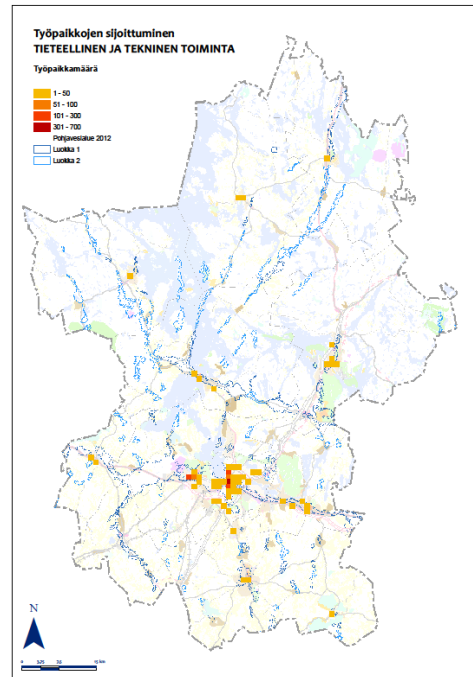 Työpaikkojen sijoittuminen
TIETEELLINEN JA TEKNINEN TOIMINTA
Työpaikkamäärä
1 - 50
51 - 100
101 - 300
301 - 700
Pohjavesialue 2012
Luokka 1
Luokka 2
N